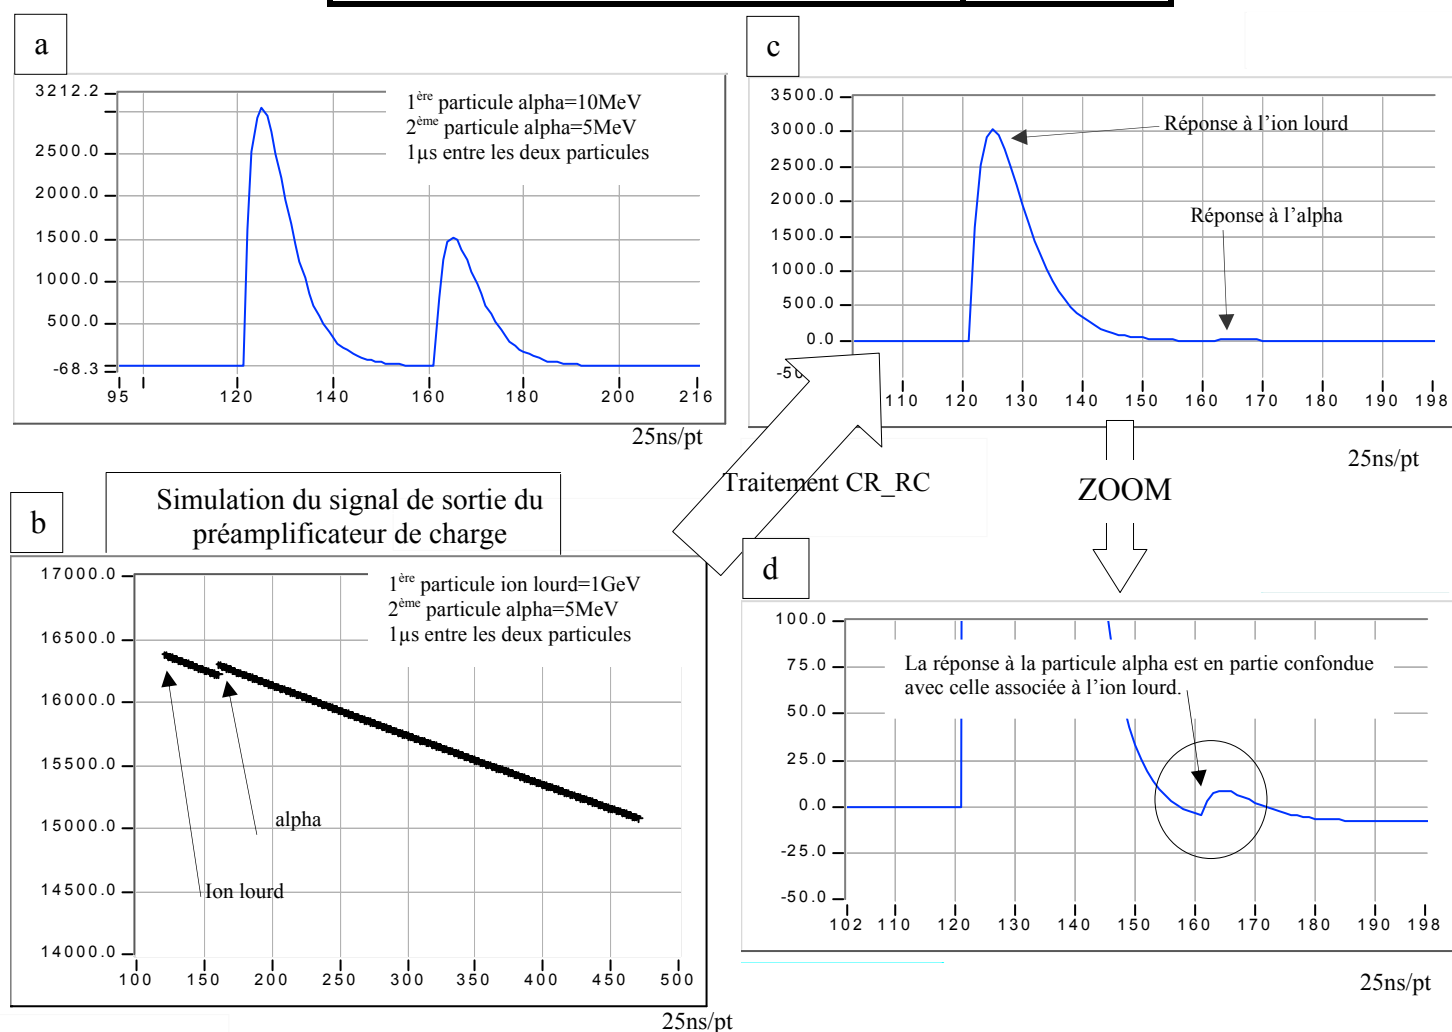 a
3212.2
2500.0
2000.0
1500.0
1000.0
500.0
-68.3
95 120 140 160 180 200 216
1ère particule alpha=10MeV
2ème particule alpha=5MeV
1µs entre les deux particules
25ns/pt
c
3500.0
3000.0
2500.0
2000.0
1500.0
1000.0
500.0
0.0
110 120 130 140 150 160 170 180 190 198
Réponse à l'ion lourd
Réponse à l'alpha
25ns/pt
Traitement CR_RC
ZOOM
b
Simulation du signal de sortie du
préamplificateur de charge
17000.0
16500.0
16000.0
15500.0
15000.0
14500.0
14000.0
100 150 200 250 300 350 400 450 500
1ère particule ion lourd=1GeV
2ème particule alpha=5MeV
1µs entre les deux particules
alpha
Ion lourd
25ns/pt
d
100.0
75.0
50.0
25.0
0.0
-25.0
-50.0
102 110 120 130 140 150 160 170 180 190 198
La réponse à la particule alpha est en partie confondue
avec celle associée à l'ion lourd.
25ns/pt